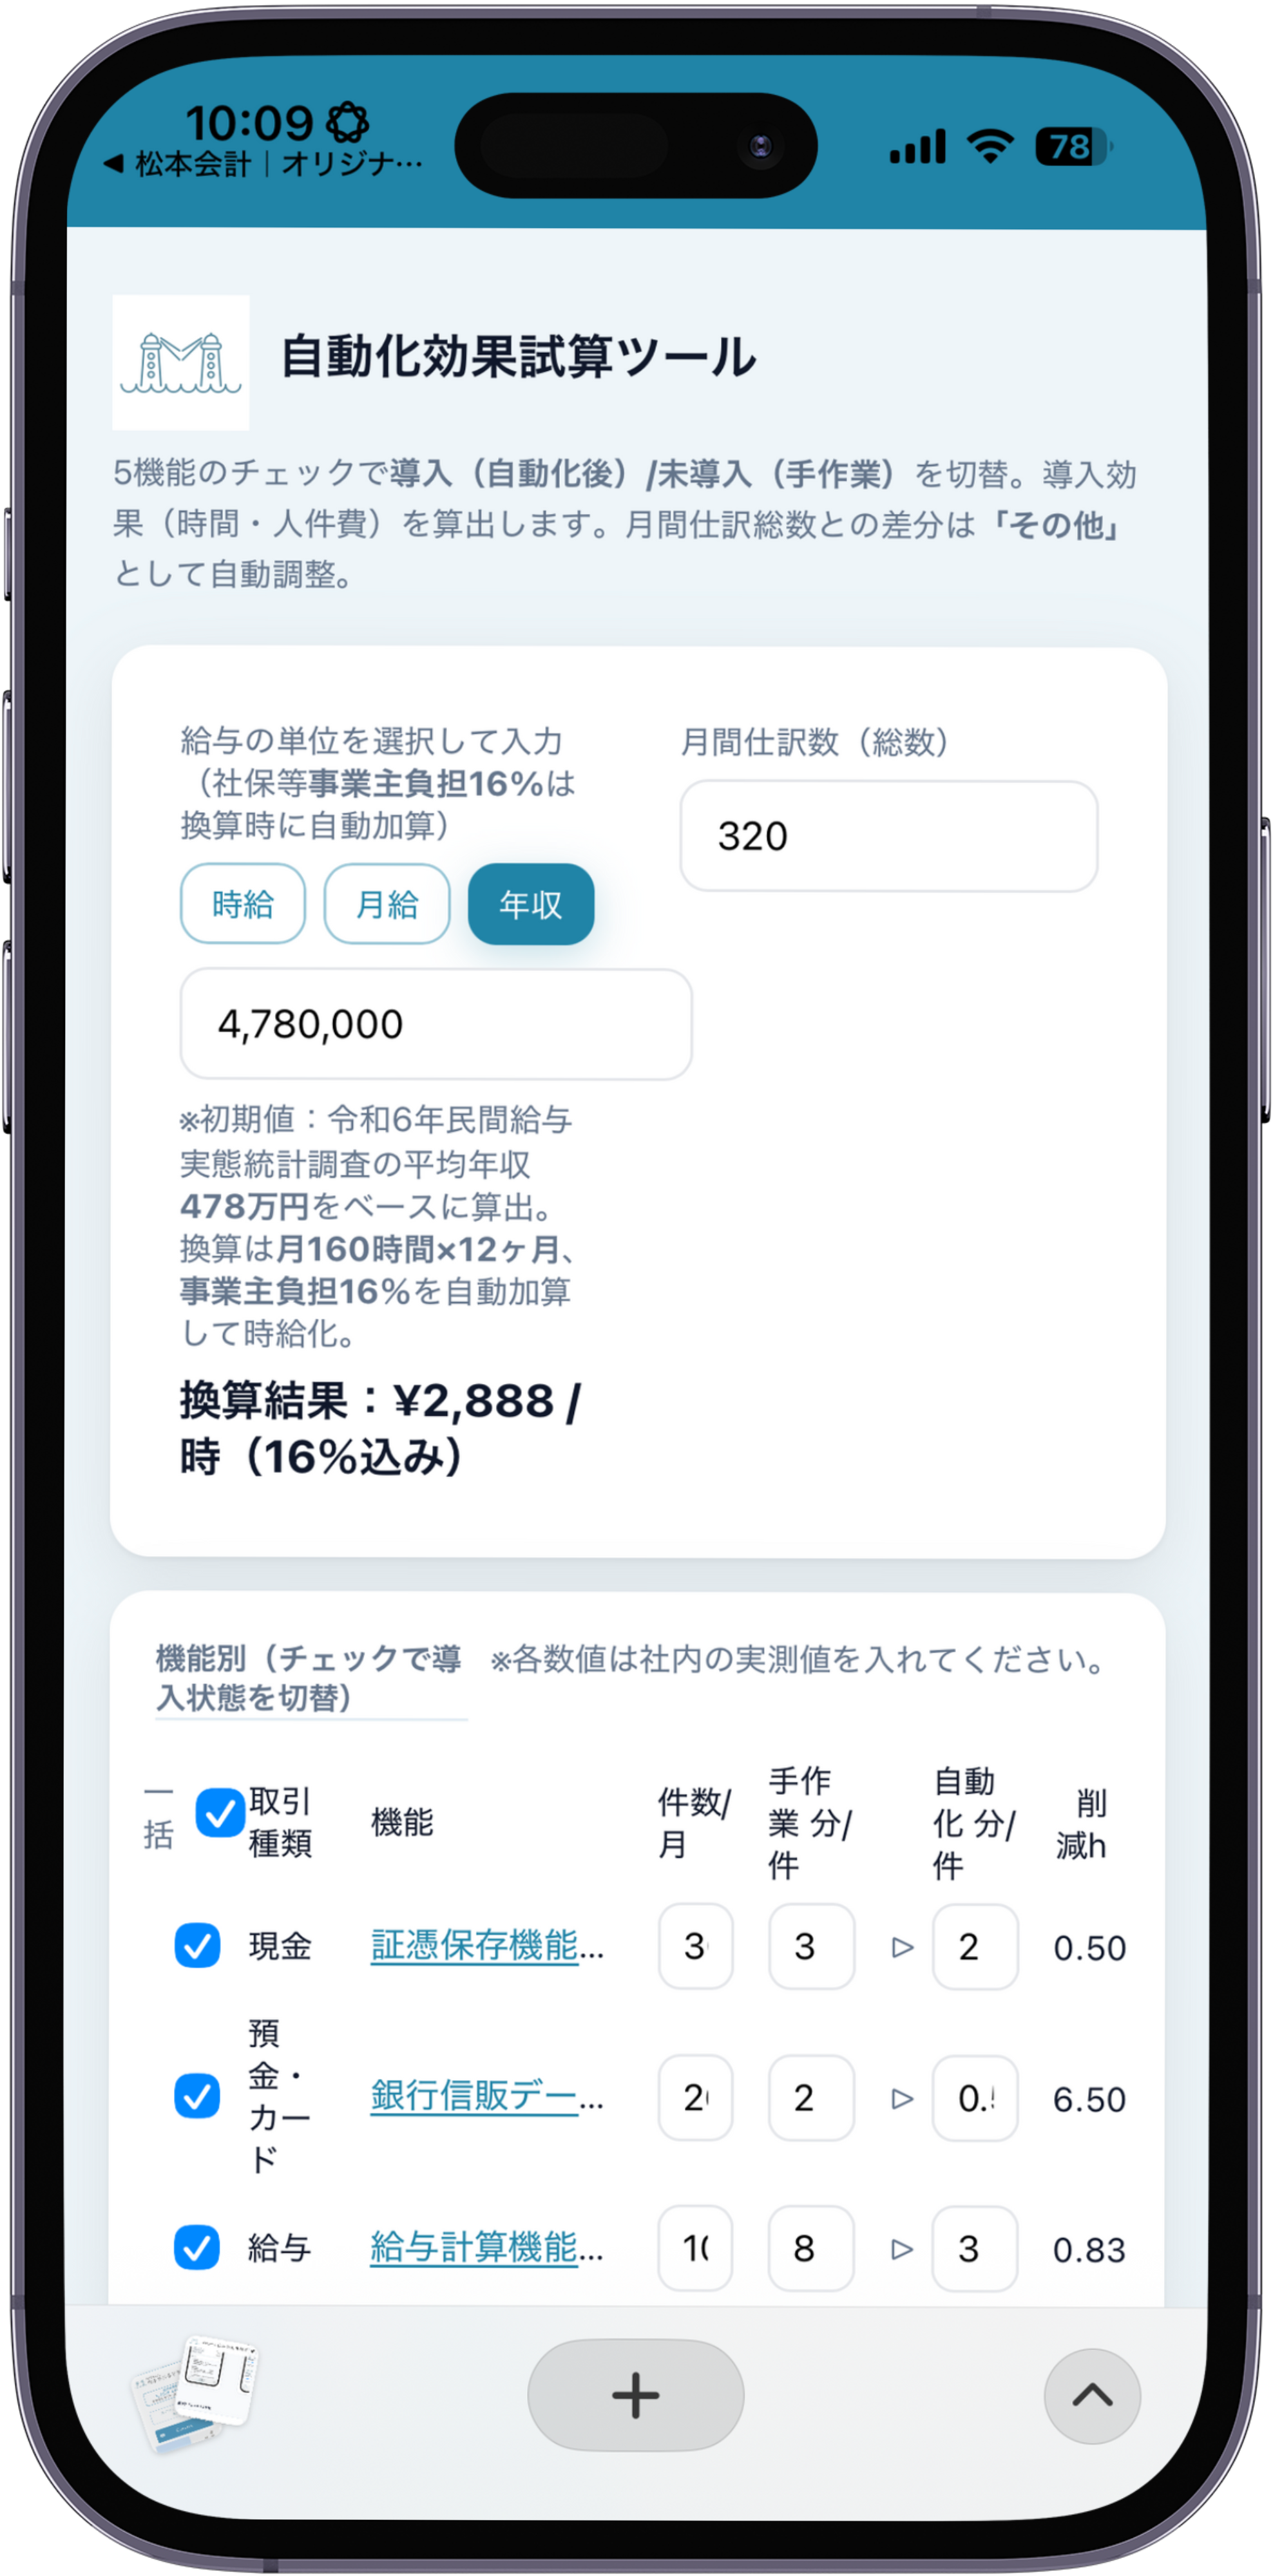 10:09
78
◀ 松本会計｜オリジナ…
自動化効果試算ツール
5機能のチェックで導入（自動化後）/未導入（手作業）を切替。導入効
果（時間・人件費）を算出します。月間仕訳総数との差分は「その他」
として自動調整。
給与の単位を選択して入力
（社保等事業主負担16%は
換算時に自動加算）
時給
月給
年収
4,780,000
※初期値：令和6年民間給与
実態統計調査の平均年収
478万円をベースに算出。
換算は月160時間×12ヶ月、
事業主負担16%を自動加算
して時給化。
換算結果：¥2,888 /
時（16%込み）
月間仕訳数（総数）
320
機能別（チェックで導
入状態を切替）
※各数値は社内の実測値を入れてください。
一
括
取引
種類
機能
件数/
月
手作
業 分/
件
自動
化 分/
件
削
減h
現金 証憑保存機能… 3 3 ▷ 2 0.50
預
金・
カー
ド
銀行信販デー… 2 ▷ 6.50
給与 給与計算機能… 8 ▷ 3 0.83